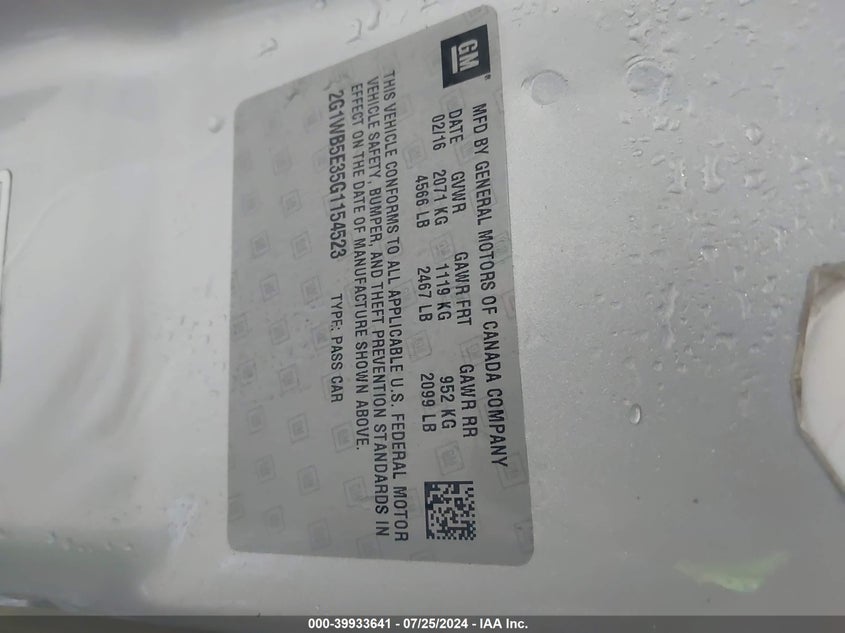 GM
MFD BY GENERAL MOTORS OF CANADA COMPANY
DATE GVWR GAWR FRT GAWR RR
02/16 2071 KG 1119 KG 952 KG
4566 LB 2467 LB 2099 LB
THIS VEHICLE CONFORMS TO ALL APPLICABLE U.S. FEDERAL MOTOR
VEHICLE SAFETY, BUMPER, AND THEFT PREVENTION STANDARDS IN
EFFECT ON THE DATE OF MANUFACTURE SHOWN ABOVE.
2G1WB5E35G1154523 TYPE: PASS CAR
000-39933641 - 07/25/2024 - IAA Inc.